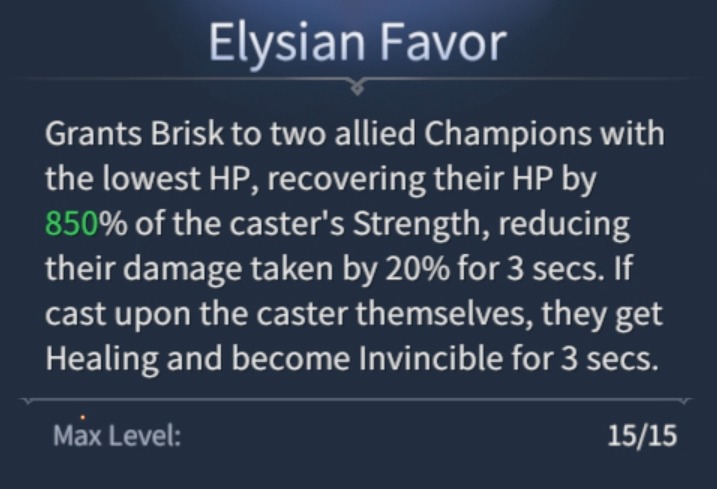 Elysian Favor
Grants Brisk to two allied Champions with
the lowest HP, recovering their HP by
850% of the caster's Strength, reducing
their damage taken by 20% for 3 secs. If
cast upon the caster themselves, they get
Healing and become Invincible for 3 secs.
Max Level: 15/15